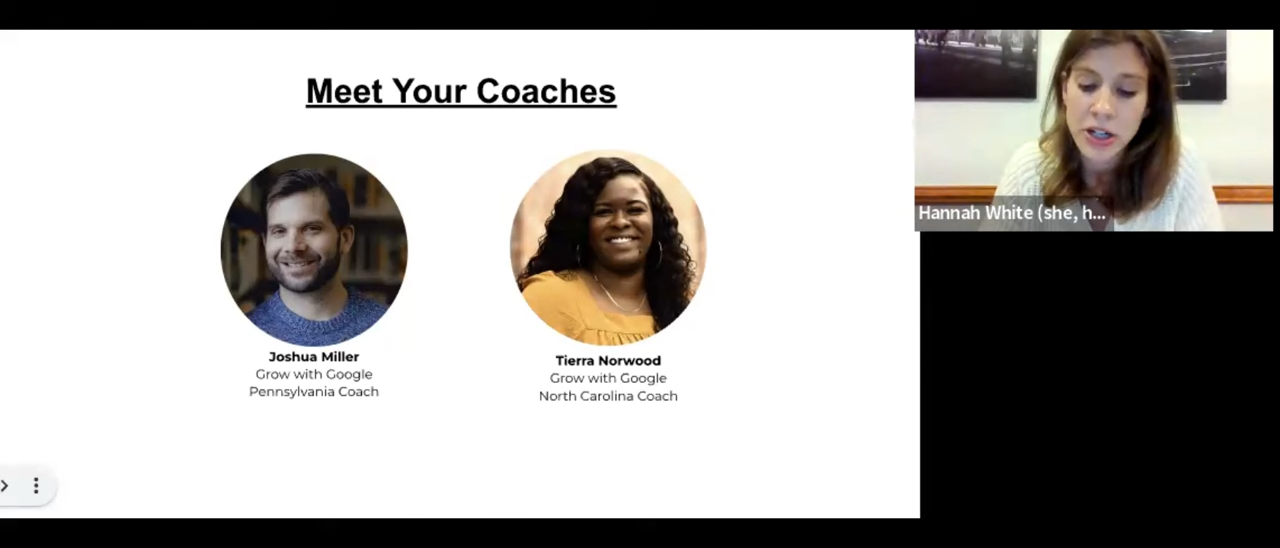 Meet Your Coaches
Joshua Miller
Grow with Google
Pennsylvania Coach
Tierra Norwood
Grow with Google
North Carolina Coach
Hannah White (she, h...